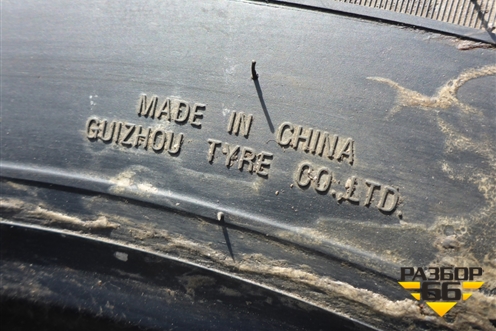 MADE IN CHINA
GUIZHOU TYRE CO.,LTD.
РАЗБОР
66